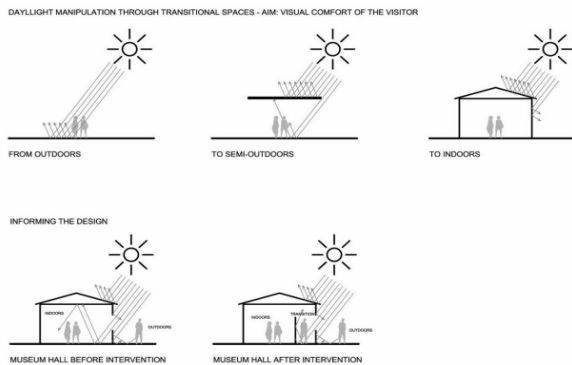 DAYLLIGHT MANIPULATION THROUGH TRANSITIONAL SPACES - AIM: VISUAL COMFORT OF THE VISITOR
FROM OUTDOORS
TO SEMI-OUTDOORS
TO INDOORS
INFORMING THE DESIGN
INDOORS
OUTDOORS
MUSEUM HALL BEFORE INTERVENTION
INDOORS
TRANSITION
OUTDOORS
MUSEUM HALL AFTER INTERVENTION